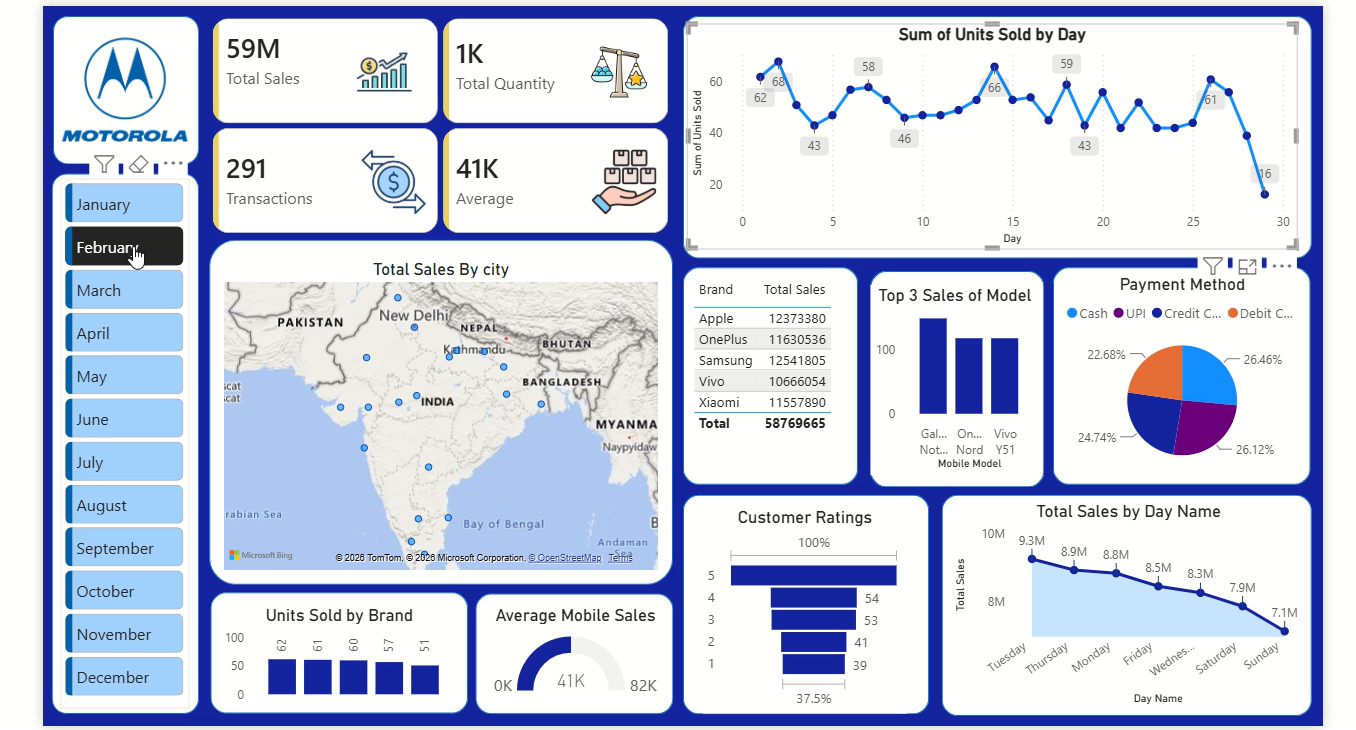 MOTOROLA
January
February
March
April
May
June
July
August
September
October
November
December
59M
Total Sales
1K
Total Quantity
291
Transactions
41K
Average
Sum of Units Sold by Day
Sum of Units Sold
60
40
20
62
68
43
58
46
66
59
43
61
16
0
5
10
15
20
25
30
Day
Total Sales By city
PAKISTAN
New Delhi
NEPAL
Kathmandu
BHUTAN
BANGLADESH
INDIA
MYANMA
Naypyidaw
scat
ct
rabian Sea
Bay of Bengal
B
Andaman
Sea
Microsoft Bing
© 2026 TomTom, © 2026 Microsoft Corporation, © OpenStreetMap Terms
Brand Total Sales
Apple 12373380
OnePlus 11630536
Samsung 12541805
Vivo 10666054
Xiaomi 11557890
Total 58769665
Top 3 Sales of Model
100
0
Gal... On... Vivo
Not... Nord Y51
Mobile Model
Payment Method
Cash UPI Credit C... Debit C...
22.68%
26.46%
24.74%
26.12%
Units Sold by Brand
100
50
0
62
61
60
57
51
Average Mobile Sales
0K
41K
82K
Customer Ratings
100%
5
4 54
3 53
2 41
1 39
37.5%
Total Sales by Day Name
Total Sales
10M
8M
9.3M
8.9M
8.8M
8.5M
8.3M
7.9M
7.1M
Tuesday
Thursday
Monday
Friday
Wednes...
Saturday
Sunday
Day Name